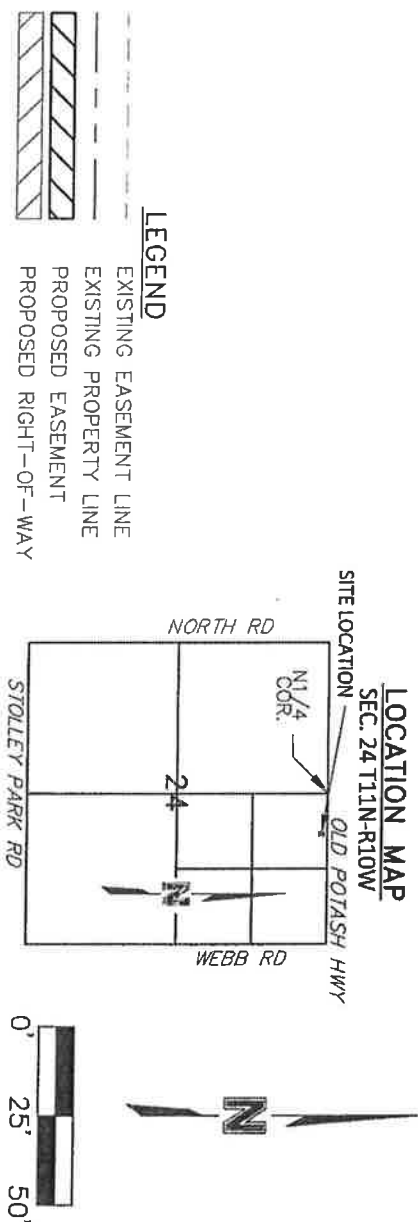 LEGEND
EXISTING EASEMENT LINE
EXISTING PROPERTY LINE
PROPOSED EASEMENT
PROPOSED RIGHT-OF-WAY
LOCATION MAP
SEC. 24 T11N-R10W
SITE LOCATION
OLD POTASH HWY
N1/4
COR.
NORTH RD
24
N
WEBB RD
STOLLEY PARK RD
N
0' 25' 50'